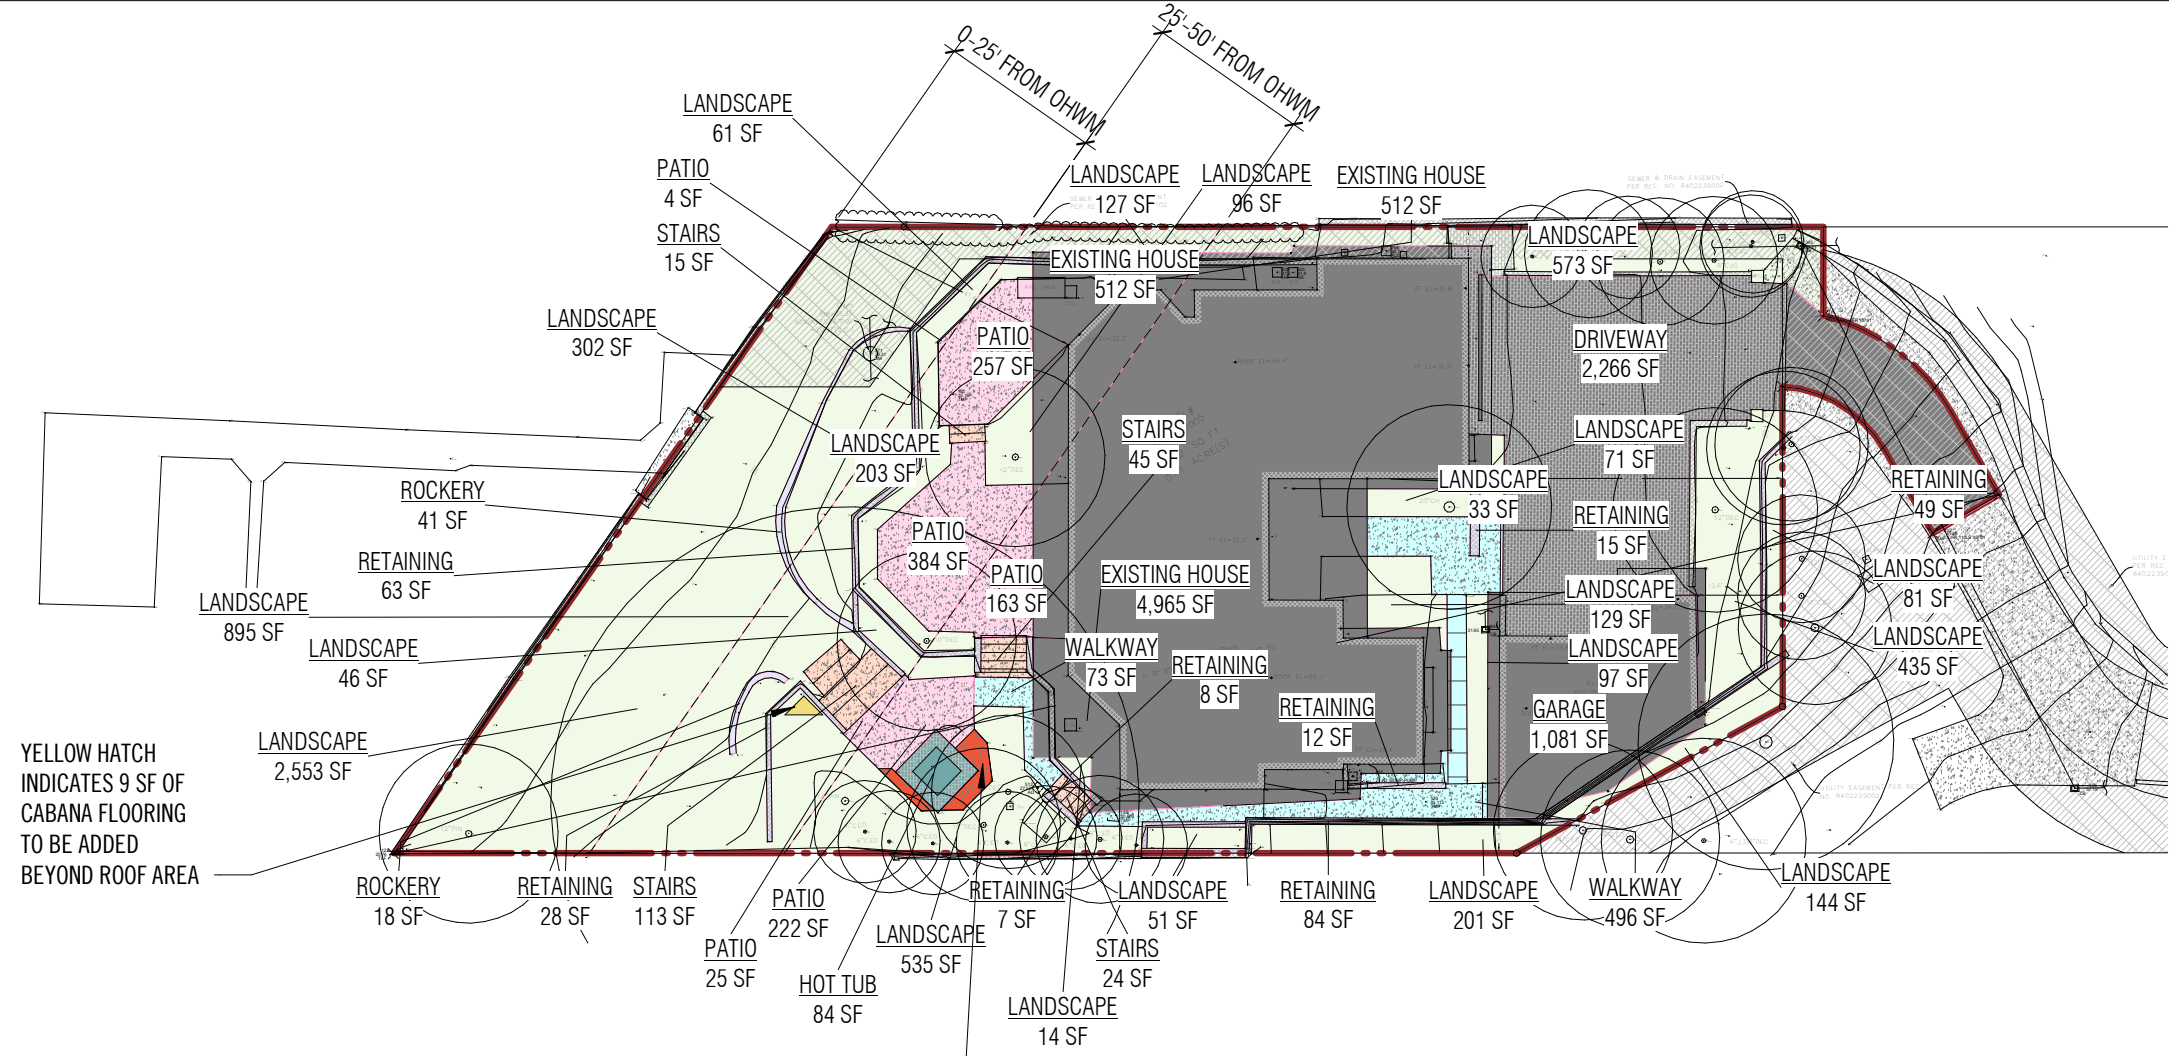 0-25' FROM OHWM
25'-50' FROM OHWM
LANDSCAPE
61 SF
PATIO
4 SF
STAIRS
15 SF
LANDSCAPE
302 SF
LANDSCAPE
127 SF
LANDSCAPE
96 SF
EXISTING HOUSE
512 SF
SEWER & DRAIN EASEMENT
PER REC. NO. 8402230002
EXISTING HOUSE
512 SF
LANDSCAPE
573 SF
PATIO
257 SF
DRIVEWAY
2,266 SF
LANDSCAPE
203 SF
STAIRS
45 SF
LANDSCAPE
71 SF
LANDSCAPE
33 SF
RETAINING
49 SF
ROCKERY
41 SF
RETAINING
15 SF
PATIO
384 SF
RETAINING
63 SF
PATIO
163 SF
EXISTING HOUSE
4,965 SF
LANDSCAPE
129 SF
LANDSCAPE
81 SF
LANDSCAPE
895 SF
LANDSCAPE
46 SF
WALKWAY
73 SF
RETAINING
8 SF
LANDSCAPE
97 SF
LANDSCAPE
435 SF
RETAINING
12 SF
GARAGE
1,081 SF
LANDSCAPE
2,553 SF
YELLOW HATCH
INDICATES 9 SF OF
CABANA FLOORING
TO BE ADDED
BEYOND ROOF AREA
ROCKERY
18 SF
RETAINING
28 SF
STAIRS
113 SF
PATIO
222 SF
RETAINING
7 SF
LANDSCAPE
51 SF
RETAINING
84 SF
LANDSCAPE
201 SF
WALKWAY
496 SF
LANDSCAPE
144 SF
PATIO
25 SF
LANDSCAPE
535 SF
STAIRS
24 SF
HOT TUB
84 SF
LANDSCAPE
14 SF